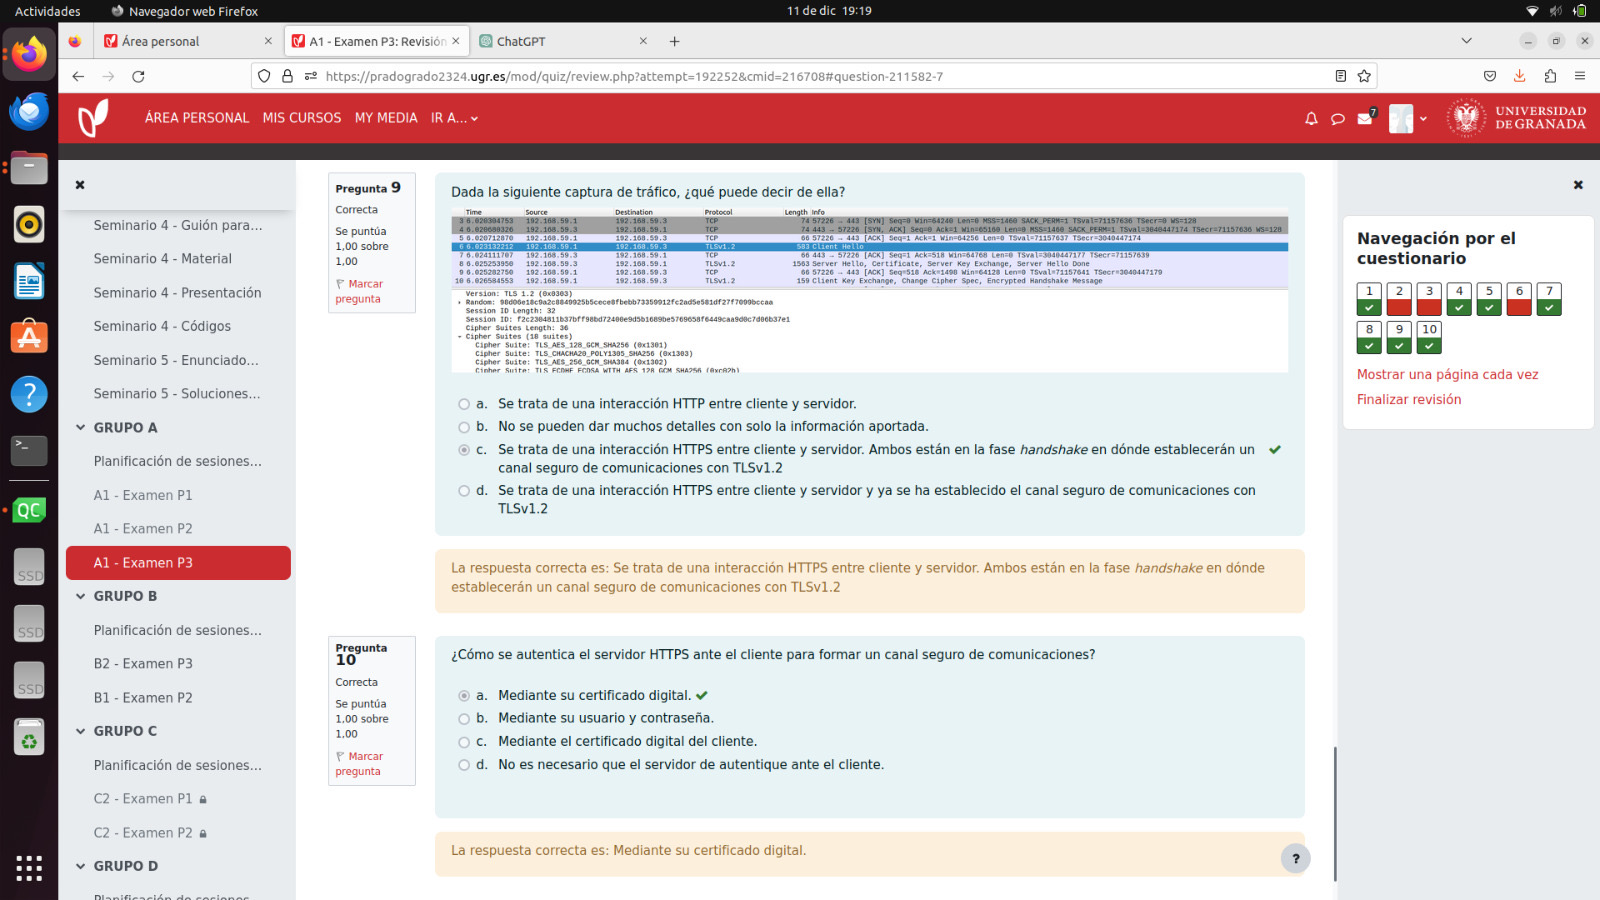 Actividades
Navegador web Firefox
11 de dic 19:19
Área personal
A1 - Examen P3: Revisión
ChatGPT
https://pradogrado2324.ugr.es/mod/quiz/review.php?attempt=192252&cmid=216708#question-211582-7
ÁREA PERSONAL MIS CURSOS MY MEDIA IR A...
7
UNIVERSIDAD
DE GRANADA
Seminario 4 - Guión para...
Seminario 4 - Material
Seminario 4 - Presentación
Seminario 4 - Códigos
Seminario 5 - Enunciado...
Seminario 5 - Soluciones...
GRUPO A
Planificación de sesiones...
A1 - Examen P1
A1 - Examen P2
A1 - Examen P3
GRUPO B
Planificación de sesiones...
B2 - Examen P3
B1 - Examen P2
GRUPO C
Planificación de sesiones...
C2 - Examen P1
C2 - Examen P2
GRUPO D
Planificación de sesiones
QC
SSD
SSD
SSD
Pregunta 9
Correcta
Se puntúa
1,00 sobre
1,00
Marcar
pregunta
Dada la siguiente captura de tráfico, ¿qué puede decir de ella?
Time Source Destination Protocol Length Info
3 6.020304753 192.168.59.1 192.168.59.3 TCP 74 57226 → 443 [SYN] Seq=0 Win=64240 Len=0 MSS=1460 SACK_PERM=1 TSval=71157636 TSecr=0 WS=128
4 6.020680326 192.168.59.3 192.168.59.1 TCP 74 443 → 57226 [SYN, ACK] Seq=0 Ack=1 Win=65160 Len=0 MSS=1460 SACK_PERM=1 TSval=3040447174 TSecr=71157636 WS=128
5 6.020712870 192.168.59.1 192.168.59.3 TCP 66 57226 → 443 [ACK] Seq=1 Ack=1 Win=64256 Len=0 TSval=71157637 TSecr=3040447174
6 6.023132212 192.168.59.1 192.168.59.3 TLSv1.2 583 Client Hello
7 6.024111707 192.168.59.3 192.168.59.1 TCP 66 443 → 57226 [ACK] Seq=1 Ack=518 Win=64768 Len=0 TSval=3040447177 TSecr=71157639
8 6.025253950 192.168.59.3 192.168.59.1 TLSv1.2 1563 Server Hello, Certificate, Server Key Exchange, Server Hello Done
9 6.025282750 192.168.59.1 192.168.59.3 TCP 66 57226 → 443 [ACK] Seq=518 Ack=1498 Win=64128 Len=0 TSval=71157641 TSecr=3040447179
10 6.026584553 192.168.59.1 192.168.59.3 TLSv1.2 159 Client Key Exchange, Change Cipher Spec, Encrypted Handshake Message
Version: TLS 1.2 (0x0303)
Random: 98d06e18c9a2c8849925b5cece8fbebb73359912fc2ad5e581df27f7099bccaa
Session ID Length: 32
Session ID: f2c2304811b37bff98bd72400e9d5b1689be5769658f6449caa9d0c7d06b37e1
Cipher Suites Length: 36
Cipher Suites (18 suites)
Cipher Suite: TLS_AES_128_GCM_SHA256 (0x1301)
Cipher Suite: TLS_CHACHA20_POLY1305_SHA256 (0x1303)
Cipher Suite: TLS_AES_256_GCM_SHA384 (0x1302)
Cipher Suite: TLS_ECDHE_ECDSA_WITH_AES_128_GCM_SHA256 (0xc02b)
a. Se trata de una interacción HTTP entre cliente y servidor.
b. No se pueden dar muchos detalles con solo la información aportada.
c. Se trata de una interacción HTTPS entre cliente y servidor. Ambos están en la fase handshake en dónde establecerán un
canal seguro de comunicaciones con TLSv1.2
d. Se trata de una interacción HTTPS entre cliente y servidor y ya se ha establecido el canal seguro de comunicaciones con
TLSv1.2
La respuesta correcta es: Se trata de una interacción HTTPS entre cliente y servidor. Ambos están en la fase handshake en dónde
establecerán un canal seguro de comunicaciones con TLSv1.2
Pregunta
10
Correcta
Se puntúa
1,00 sobre
1,00
Marcar
pregunta
¿Cómo se autentica el servidor HTTPS ante el cliente para formar un canal seguro de comunicaciones?
a. Mediante su certificado digital.
b. Mediante su usuario y contraseña.
c. Mediante el certificado digital del cliente.
d. No es necesario que el servidor de autentique ante el cliente.
La respuesta correcta es: Mediante su certificado digital.
?
Navegación por el
cuestionario
1 2 3 4 5 6 7
8 9 10
Mostrar una página cada vez
Finalizar revisión